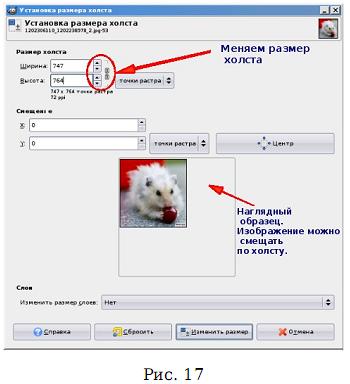 Установка размера холста
Установка размера холста
1202306110_1202238578_2.jpg-53
Размер холста
Ширина: 747
Высота: 764 точки растра
747 x 764 точки растра
72 ppi
Меняем размер
холста
Смещение
x: 0
y: 0 точки растра Центр
Наглядный
образец.
Изображение можно
смещать
по холсту.
Слои
Изменить размер слоев: Нет
Справка Сбросить Изменить размер Отмена
Рис. 17